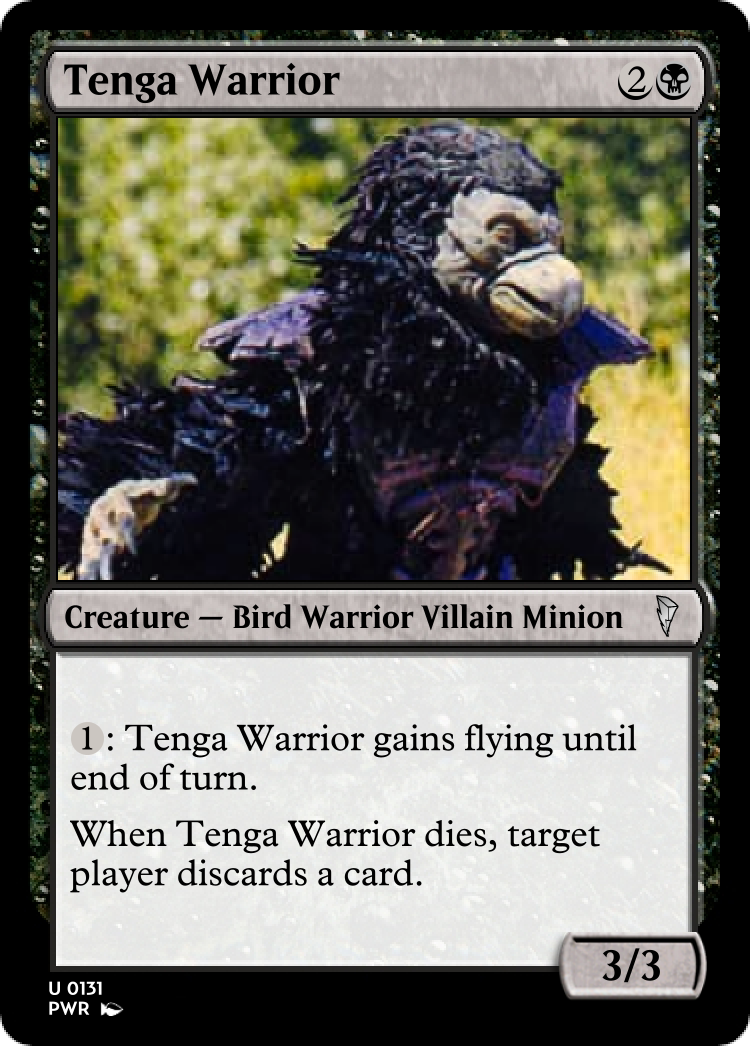 Tenga Warrior 2
Creature — Bird Warrior Villain Minion
1: Tenga Warrior gains flying until
end of turn.
When Tenga Warrior dies, target
player discards a card.
3/3
U 0131
PWR